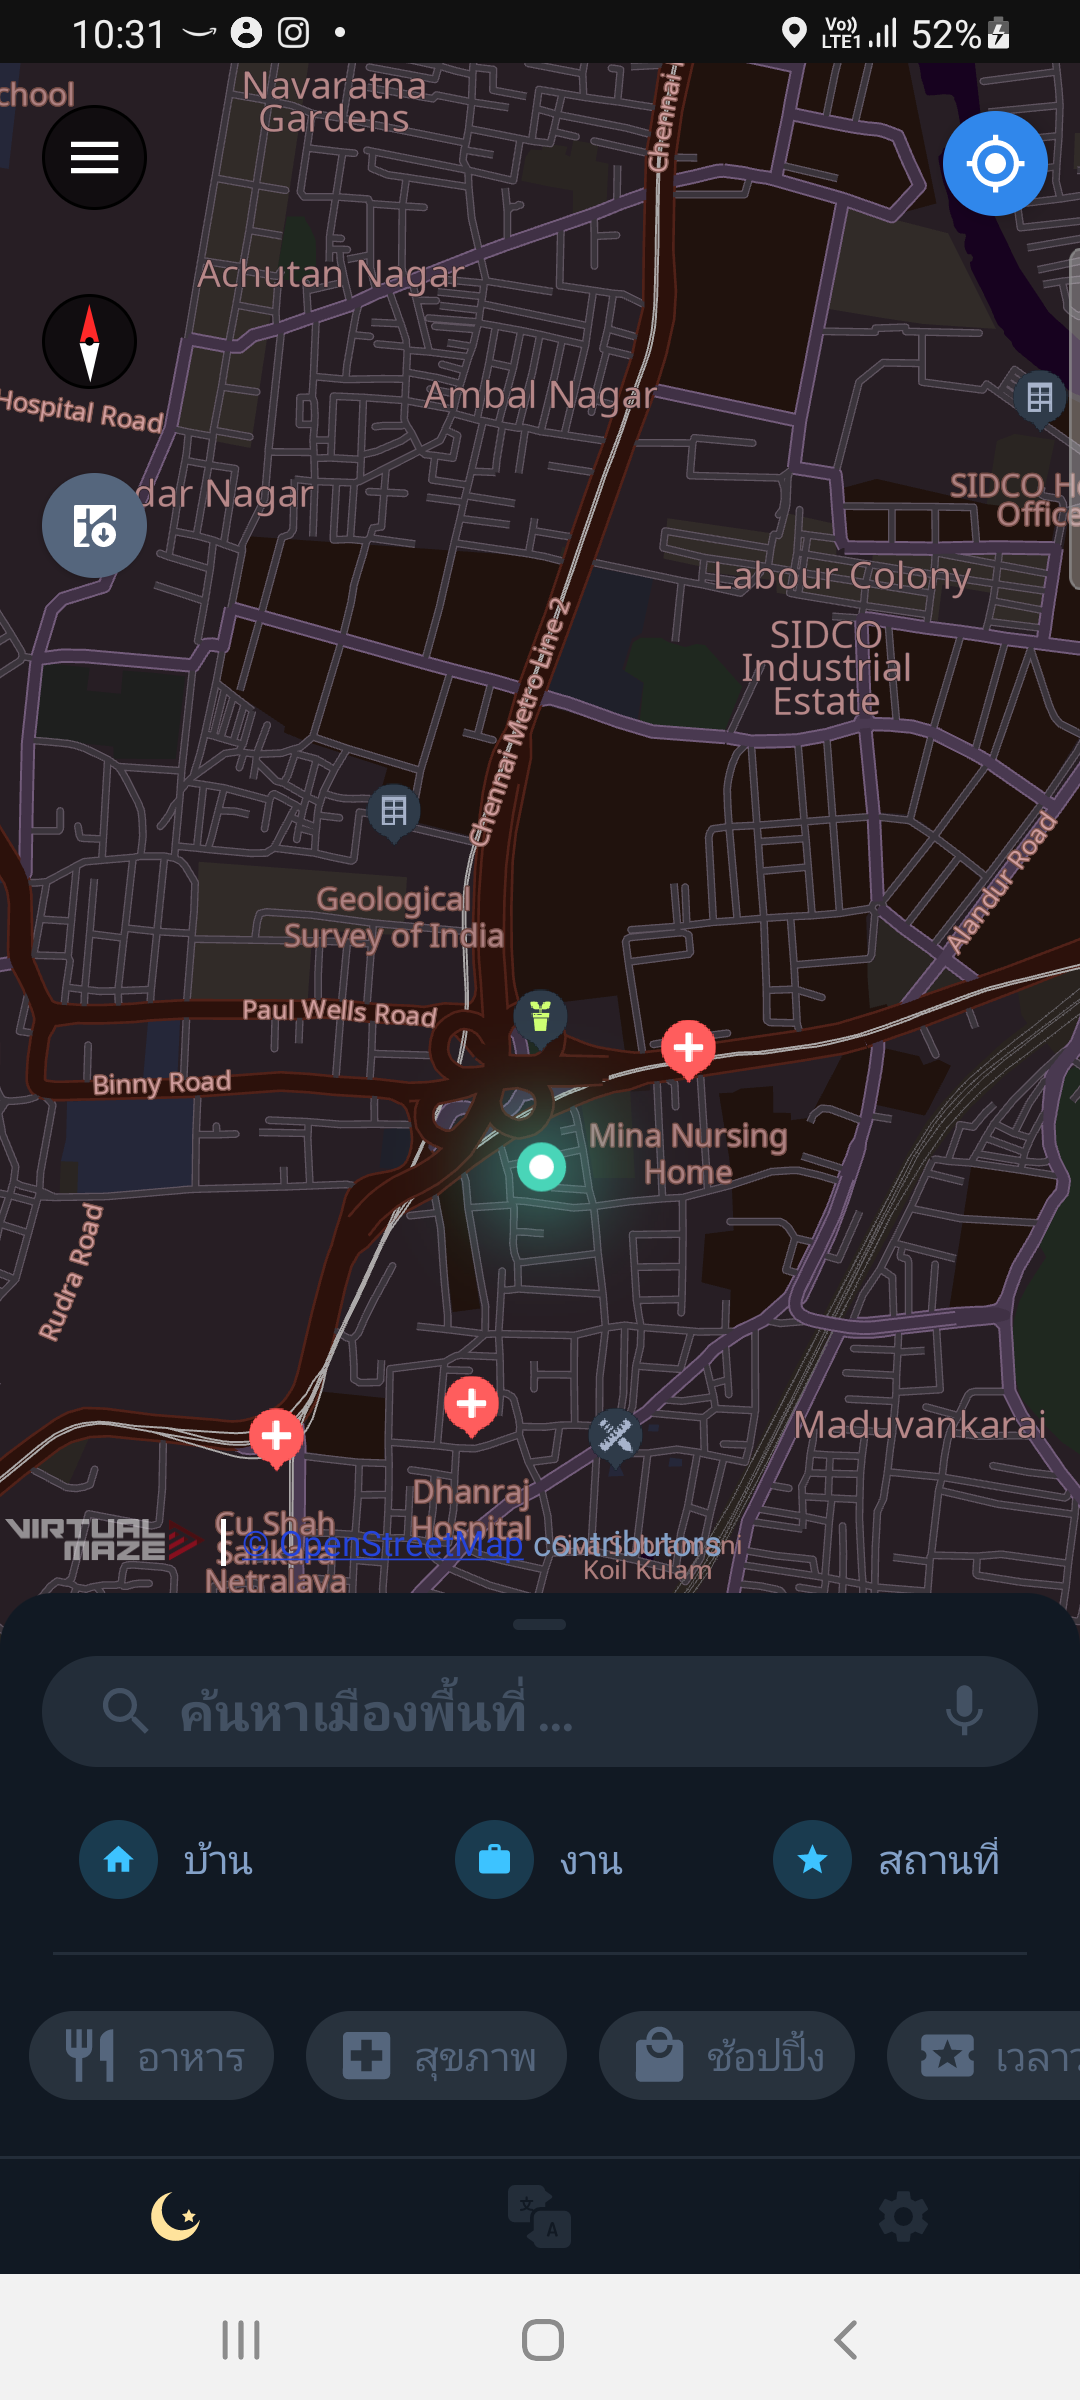 10:31
Vo))
LTE1
52%
chool
Navaratna
Gardens
Chennai
Achutan Nagar
Ambal Nagar
Hospital Road
dar Nagar
SIDCO H
Office
Labour Colony
SIDCO
Industrial
Estate
Chennai Metro Line 2
Alandur Road
Geological
Survey of India
Paul Wells Road
Binny Road
Mina Nursing
Home
Rudra Road
Maduvankarai
Dhanraj
Hospital
Cu Shah
Sankara
Netralaya
VIRTUAL
MAZE
© OpenStreetMap contributors
Koil Kulam
ค้นหาเมืองพื้นที่ ...
บ้าน
งาน
สถานที่
อาหาร
สุขภาพ
ช้อปปิ้ง
เวลาว
文
A